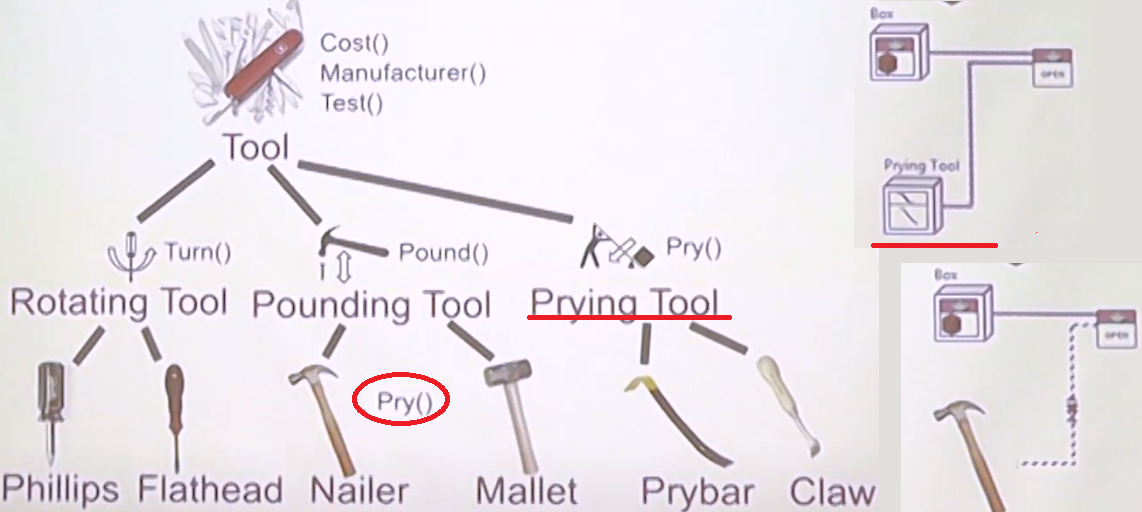 Cost()
Manufacturer()
Test()
Tool
Turn()
Pound()
Pry()
Rotating Tool
Pounding Tool
Prying Tool
Pry()
Phillips
Flathead
Nailer
Mallet
Prybar
Claw
Box
OPEN
Prying Tool
Box
OPEN